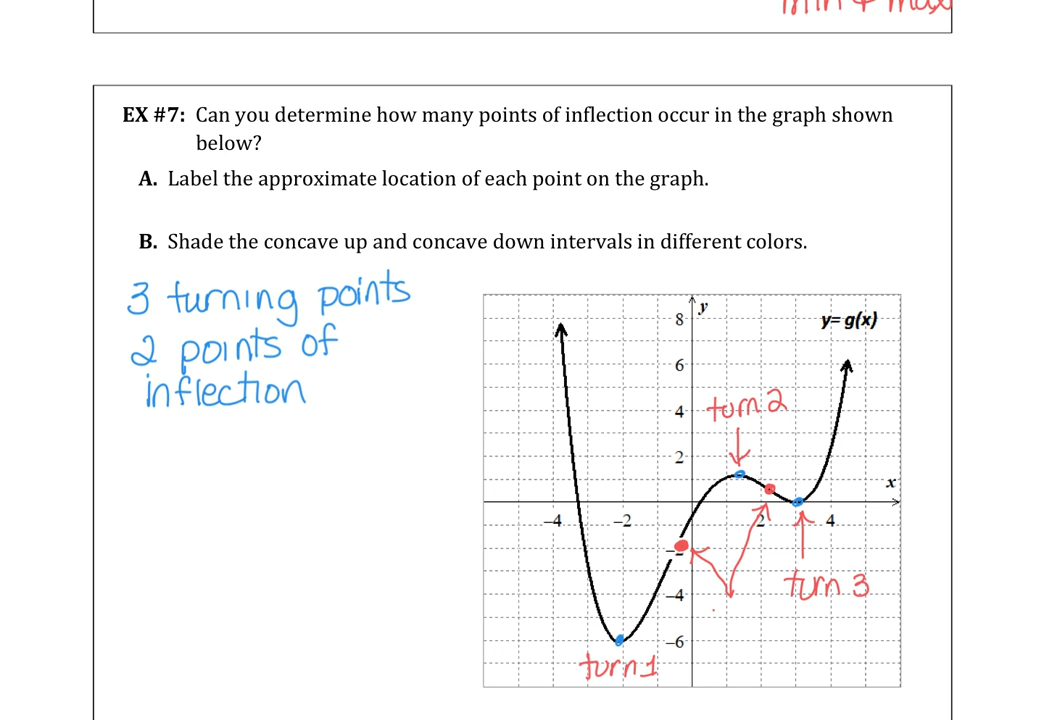 min + max
EX #7: Can you determine how many points of inflection occur in the graph shown
below?
A. Label the approximate location of each point on the graph.
B. Shade the concave up and concave down intervals in different colors.
3 turning points
2 points of
inflection
y
8
y= g(x)
6
4
turn 2
2
x
−4
−2
2
4
−2
−4
turn 3
−6
turn 1